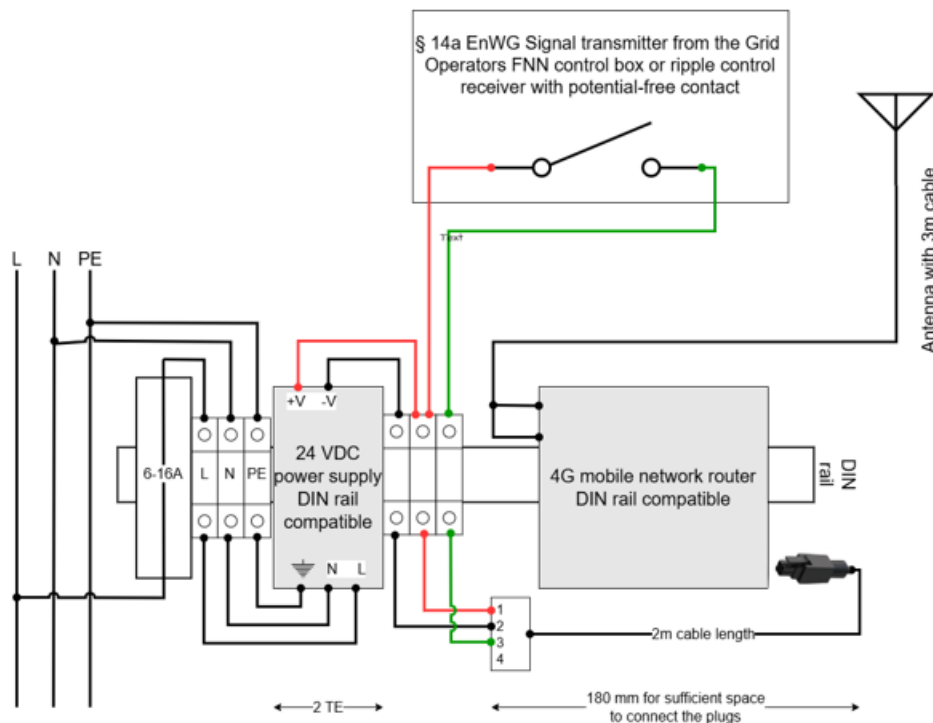 § 14a EnWG Signal transmitter from the Grid
Operators FNN control box or ripple control
receiver with potential-free contact
Antenna with 3m cable
Text
L N PE
+V -V
6-16A
L N PE
24 VDC
power supply
DIN rail
compatible
4G mobile network router
DIN rail compatible
DIN
rail
N L
1
2
3
4
2m cable length
2 TE
180 mm for sufficient space
to connect the plugs